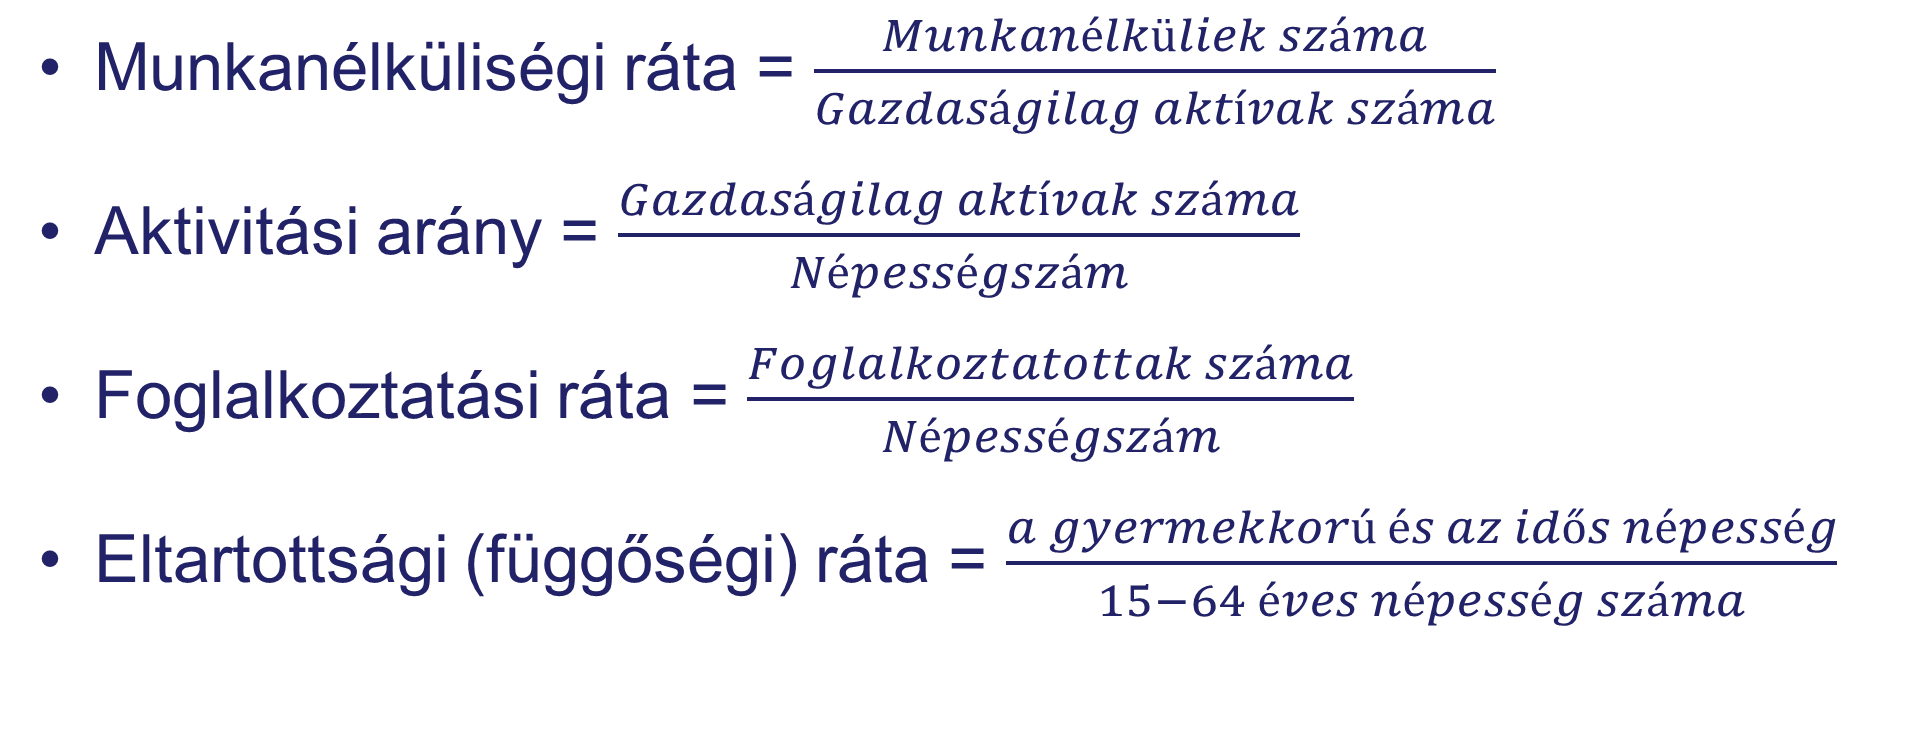 • Munkanélküliségi ráta = Munkanélküliek száma / Gazdaságilag aktívak száma
• Aktivitási arány = Gazdaságilag aktívak száma / Népességszám
• Foglalkoztatási ráta = Foglalkoztatottak száma / Népességszám
• Eltartottsági (függőségi) ráta = a gyermekkorú és az idős népesség / 15−64 éves népesség száma